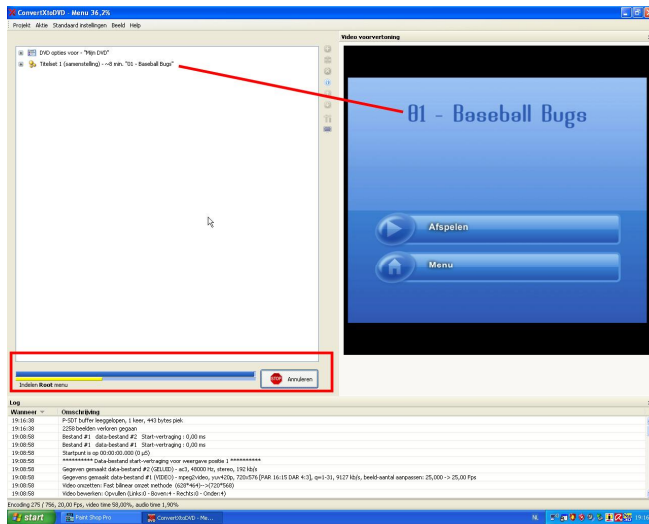 ConvertXtoDVD - Menu 36,2%
Projekt Aktie Standaard instellingen Beeld Help
Video voorvertoning
DVD opties voor - "Mijn DVD"
Titelset 1 (samenstelling) - ~8 min. "01 - Baseball Bugs"
01 - Baseball Bugs
Afspelen
Menu
STOP Annuleren
Indelen Root menu
Log
Wanneer Omschrijving
19:16:38 P-SDT buffer leeggelopen, 1 keer, 443 bytes piek
19:16:38 2258 beelden verloren gegaan
19:08:58 Bestand #1 data-bestand #2 Start-vertraging : 0,00 ms
19:08:58 Bestand #1 data-bestand #1 Start-vertraging : 0,00 ms
19:08:58 Startpunt is op 00:00:00.000 (0 µS)
19:08:58 ********** Data-bestand start-vertraging voor weergave positie 1 **********
19:08:58 Gegeven gemaakt data-bestand #2 (GELUID) - ac3, 48000 Hz, stereo, 192 kb/s
19:08:58 Gegevens gemaakt data-bestand #1 (VIDEO) - mpeg2video, yuv420p, 720x576 [PAR 16:15 DAR 4:3], q=1-31, 9127 kb/s, beeld-aantal aanpassen: 25,000 -> 25,00 Fps
19:08:58 Video omzetten: Fast bilinear omzet methode (628*464)-->(720*568)
19:08:58 Video bewerken: Opvullen (Links:0 - Boven:4 - Rechts:0 - Onder:4)
Encoding 275 / 756, 20,00 Fps, video time 58,00%, audio time 1,90%
start Paint Shop Pro ConvertXtoDVD - Me... NL 19:16